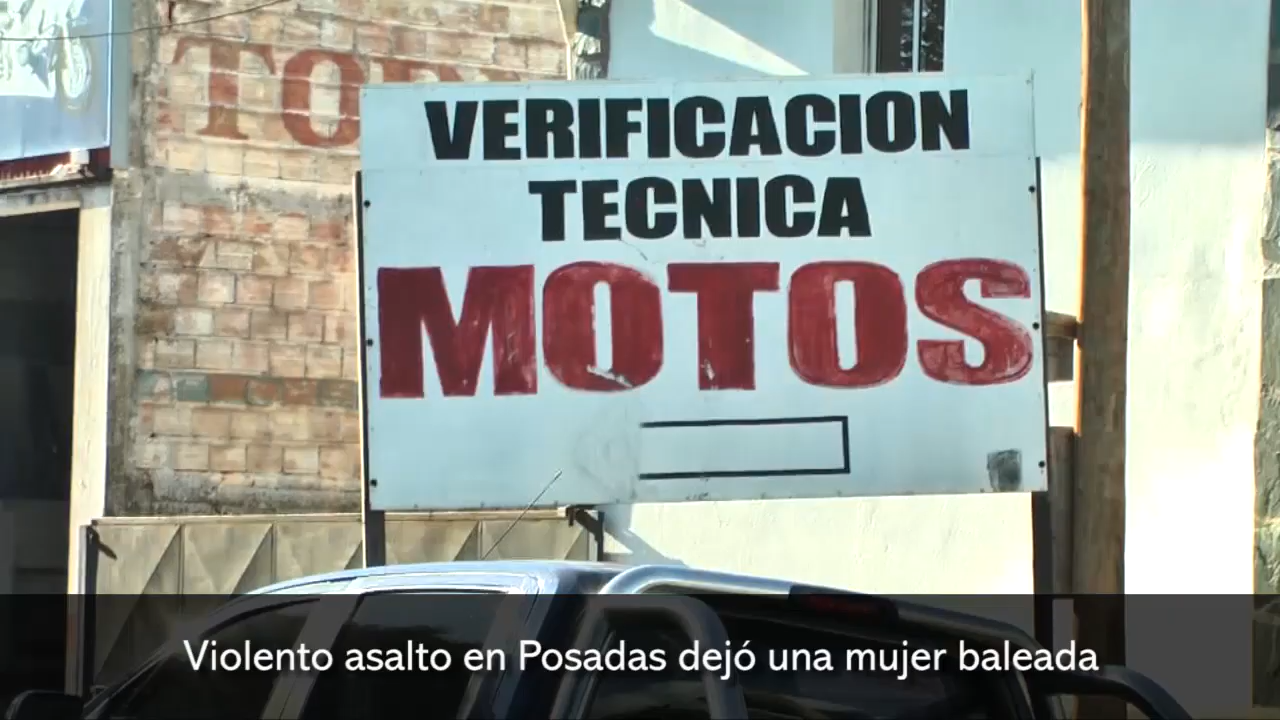 VERIFICACION
TECNICA
MOTOS
Violento asalto en Posadas dejó una mujer baleada